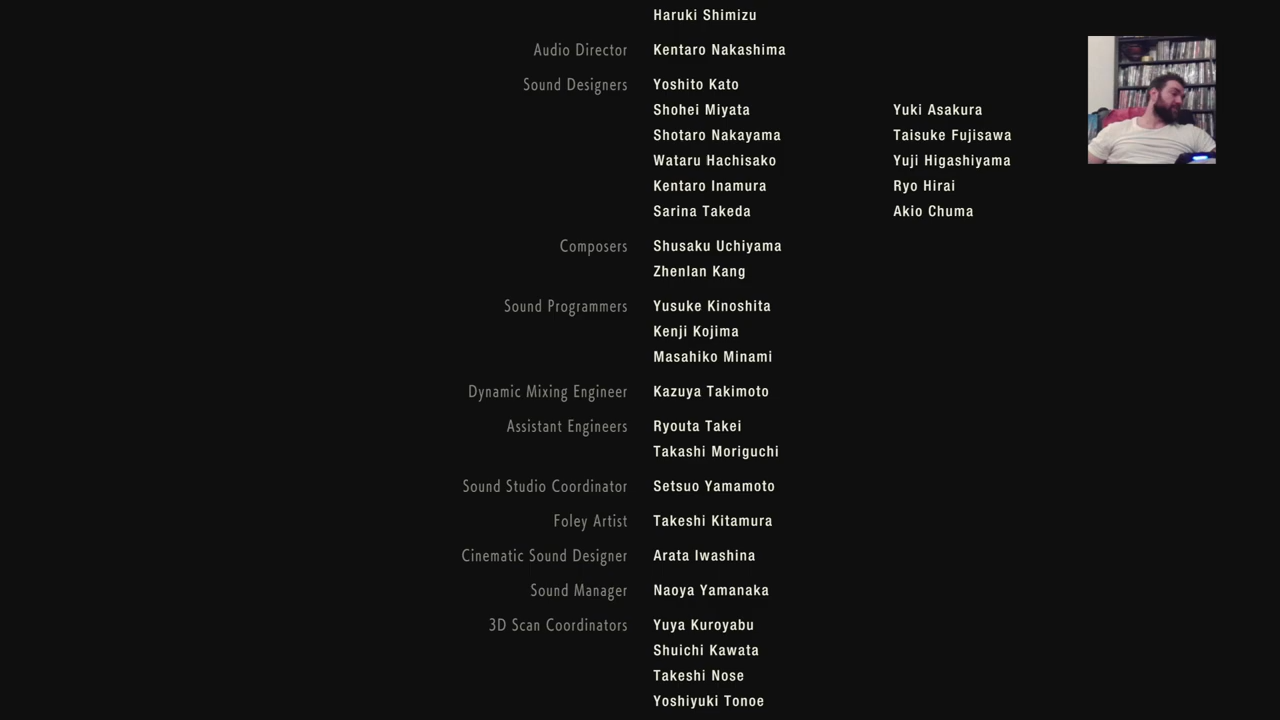 Haruki Shimizu
Audio Director Kentaro Nakashima
Sound Designers Yoshito Kato
Shohei Miyata Yuki Asakura
Shotaro Nakayama Taisuke Fujisawa
Wataru Hachisako Yuji Higashiyama
Kentaro Inamura Ryo Hirai
Sarina Takeda Akio Chuma
Composers Shusaku Uchiyama
Zhenlan Kang
Sound Programmers Yusuke Kinoshita
Kenji Kojima
Masahiko Minami
Dynamic Mixing Engineer Kazuya Takimoto
Assistant Engineers Ryouta Takei
Takashi Moriguchi
Sound Studio Coordinator Setsuo Yamamoto
Foley Artist Takeshi Kitamura
Cinematic Sound Designer Arata Iwashina
Sound Manager Naoya Yamanaka
3D Scan Coordinators Yuya Kuroyabu
Shuichi Kawata
Takeshi Nose
Yoshiyuki Tonoe